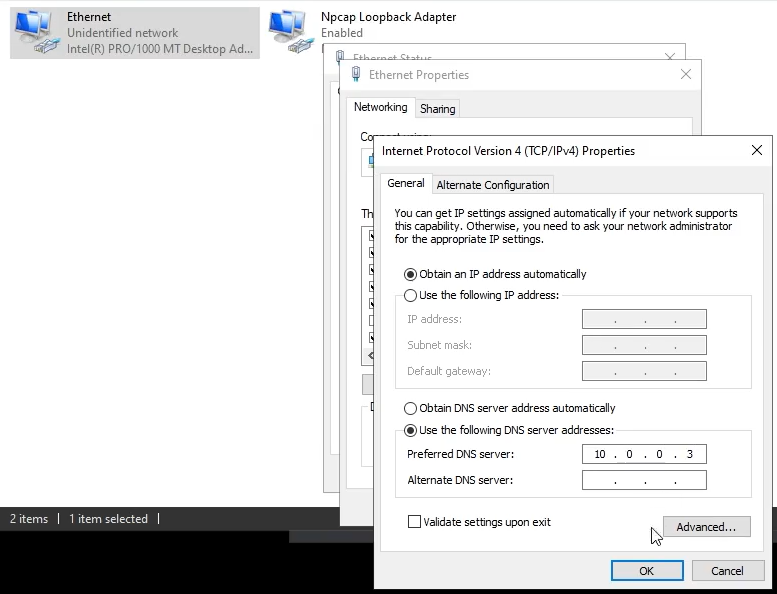 Ethernet
Unidentified network
Intel(R) PRO/1000 MT Desktop Ad...
Npcap Loopback Adapter
Enabled
Ethernet Status
Ethernet Properties
Networking
Sharing
Internet Protocol Version 4 (TCP/IPv4) Properties
General
Alternate Configuration
You can get IP settings assigned automatically if your network supports
this capability. Otherwise, you need to ask your network administrator
for the appropriate IP settings.
Obtain an IP address automatically
Use the following IP address:
IP address:
. . .
Subnet mask:
. . .
Default gateway:
. . .
Obtain DNS server address automatically
Use the following DNS server addresses:
Preferred DNS server:
10 . 0 . 0 . 3
Alternate DNS server:
. . .
Validate settings upon exit
Advanced...
OK
Cancel
2 items
1 item selected